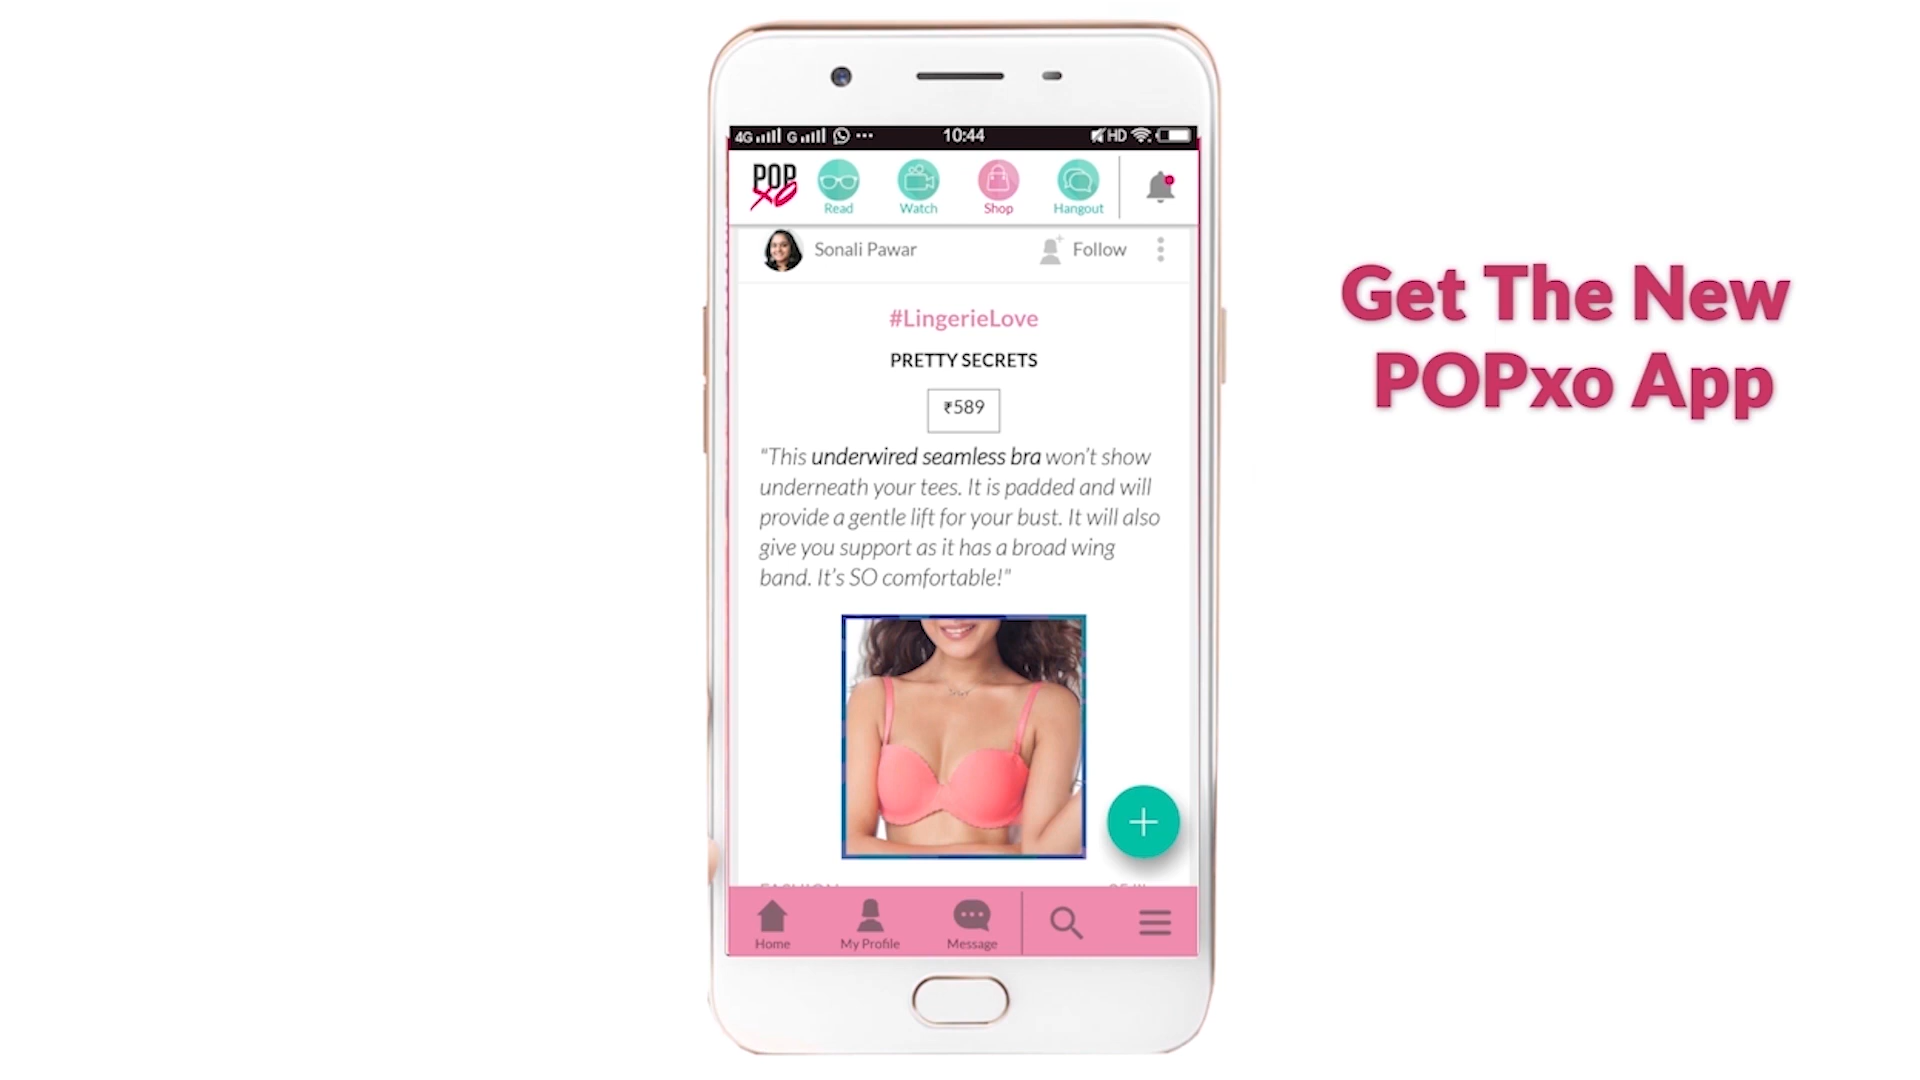 4G G 10:44 HD
POP
xo
Read Watch Shop Hangout
Sonali Pawar Follow
#LingerieLove
PRETTY SECRETS
₹589
"This underwired seamless bra won't show
underneath your tees. It is padded and will
provide a gentle lift for your bust. It will also
give you support as it has a broad wing
band. It's SO comfortable!"
Home My Profile Message
Get The New
POPxo App